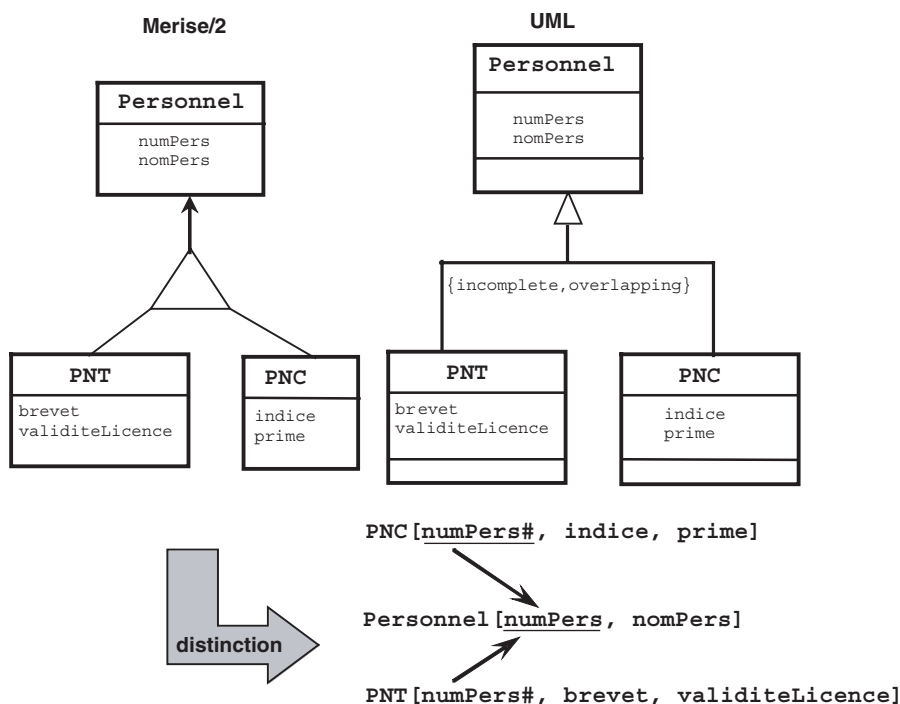 Merise/2
Personnel
numPers
nomPers
PNT
brevet
validiteLicence
PNC
indice
prime
UML
Personnel
numPers
nomPers
{incomplete,overlapping}
PNT
brevet
validiteLicence
PNC
indice
prime
distinction
PNC[numPers#, indice, prime]
Personnel[numPers, nomPers]
PNT[numPers#, brevet, validiteLicence]